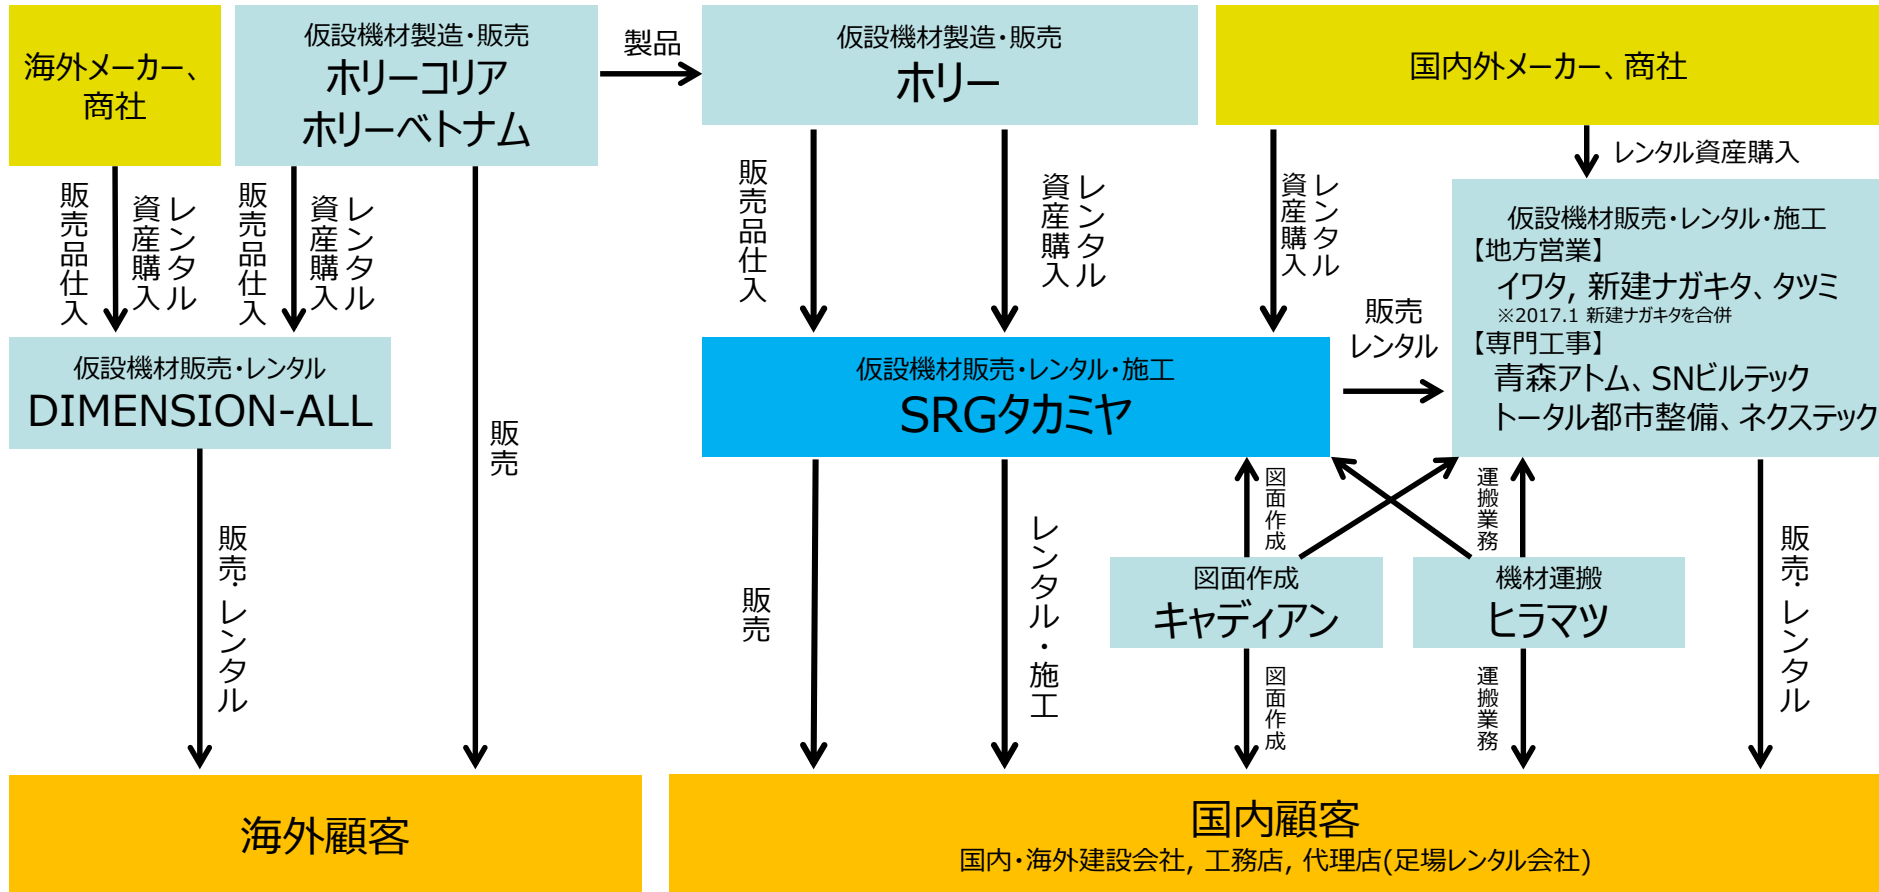 海外メーカー、
商社
仮設機材製造・販売
ホリーコリア
ホリーベトナム
製品
仮設機材製造・販売
ホリー
国内外メーカー、商社
販売品仕入
レンタル
資産購入
販売品仕入
レンタル
資産購入
販売品仕入
レンタル
資産購入
レンタル
資産購入
レンタル資産購入
仮設機材販売・レンタル
DIMENSION-ALL
販売
仮設機材販売・レンタル・施工
SRGタカミヤ
販売
レンタル
仮設機材販売・レンタル・施工
【地方営業】
イワタ, 新建ナガキタ、タツミ
※2017.1 新建ナガキタを合併
【専門工事】
青森アトム、SNビルテック
トータル都市整備、ネクステック
販売・レンタル
販売
レンタル・施工
図面作成
運搬業務
図面作成
キャディアン
機材運搬
ヒラマツ
図面作成
運搬業務
販売・レンタル
海外顧客
国内顧客
国内・海外建設会社, 工務店, 代理店(足場レンタル会社)